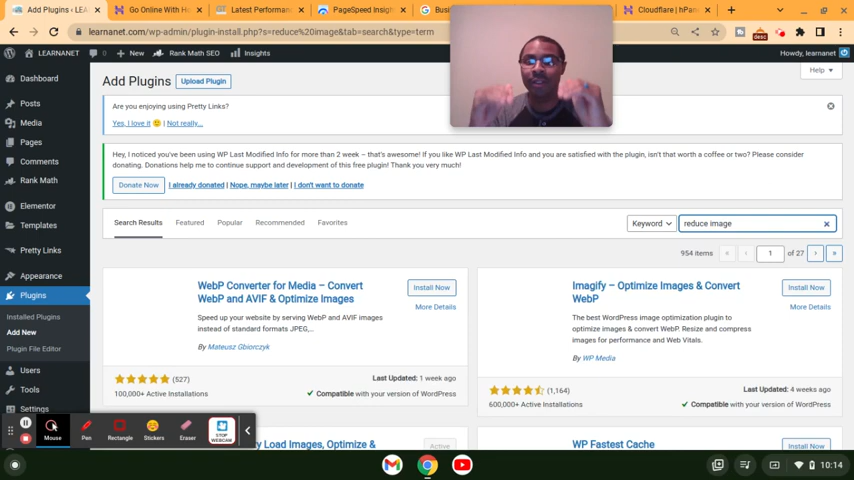 Add Plugins ‹ LEA
Go Online With Ho
Latest Performanc
PageSpeed Insigh
Busi
Cloudflare | hPan
learnanet.com/wp-admin/plugin-install.php?s=reduce%20image&tab=search&type=term
LEARNANET
0
New
Rank Math SEO
Insights
Howdy, learnanet
Dashboard
Posts
Media
Pages
Comments
Rank Math
Elementor
Templates
Pretty Links
Appearance
Plugins
Installed Plugins
Add New
Plugin File Editor
Users
Tools
Settings
Add Plugins
Upload Plugin
Help
Are you enjoying using Pretty Links?
Yes, I love it 🙂 | Not really...
Hey, I noticed you've been using WP Last Modified Info for more than 2 week – that's awesome! If you like WP Last Modified Info and you are satisfied with the plugin, isn't that worth a coffee or two? Please consider
donating. Donations help me to continue support and development of this free plugin! Thank you very much!
Donate Now
I already donated | Nope, maybe later | I don't want to donate
Search Results
Featured
Popular
Recommended
Favorites
Keyword
reduce image
954 items
«
‹
1
of 27
›
»
WebP Converter for Media – Convert
WebP and AVIF & Optimize Images
Install Now
More Details
Speed up your website by serving WebP and AVIF images
instead of standard formats JPEG,...
By Mateusz Gbiorczyk
(527)
Last Updated: 1 week ago
100,000+ Active Installations
Compatible with your version of WordPress
Imagify – Optimize Images & Convert
WebP
Install Now
More Details
The best WordPress image optimization plugin to
optimize images & convert WebP. Resize and compress
images for performance and Web Vitals.
By WP Media
(1,164)
Last Updated: 4 weeks ago
600,000+ Active Installations
Compatible with your version of WordPress
y Load Images, Optimize &
Active
WP Fastest Cache
Install Now
Mouse
Pen
Rectangle
Stickers
Eraser
STOP
WEBCAM
10:14